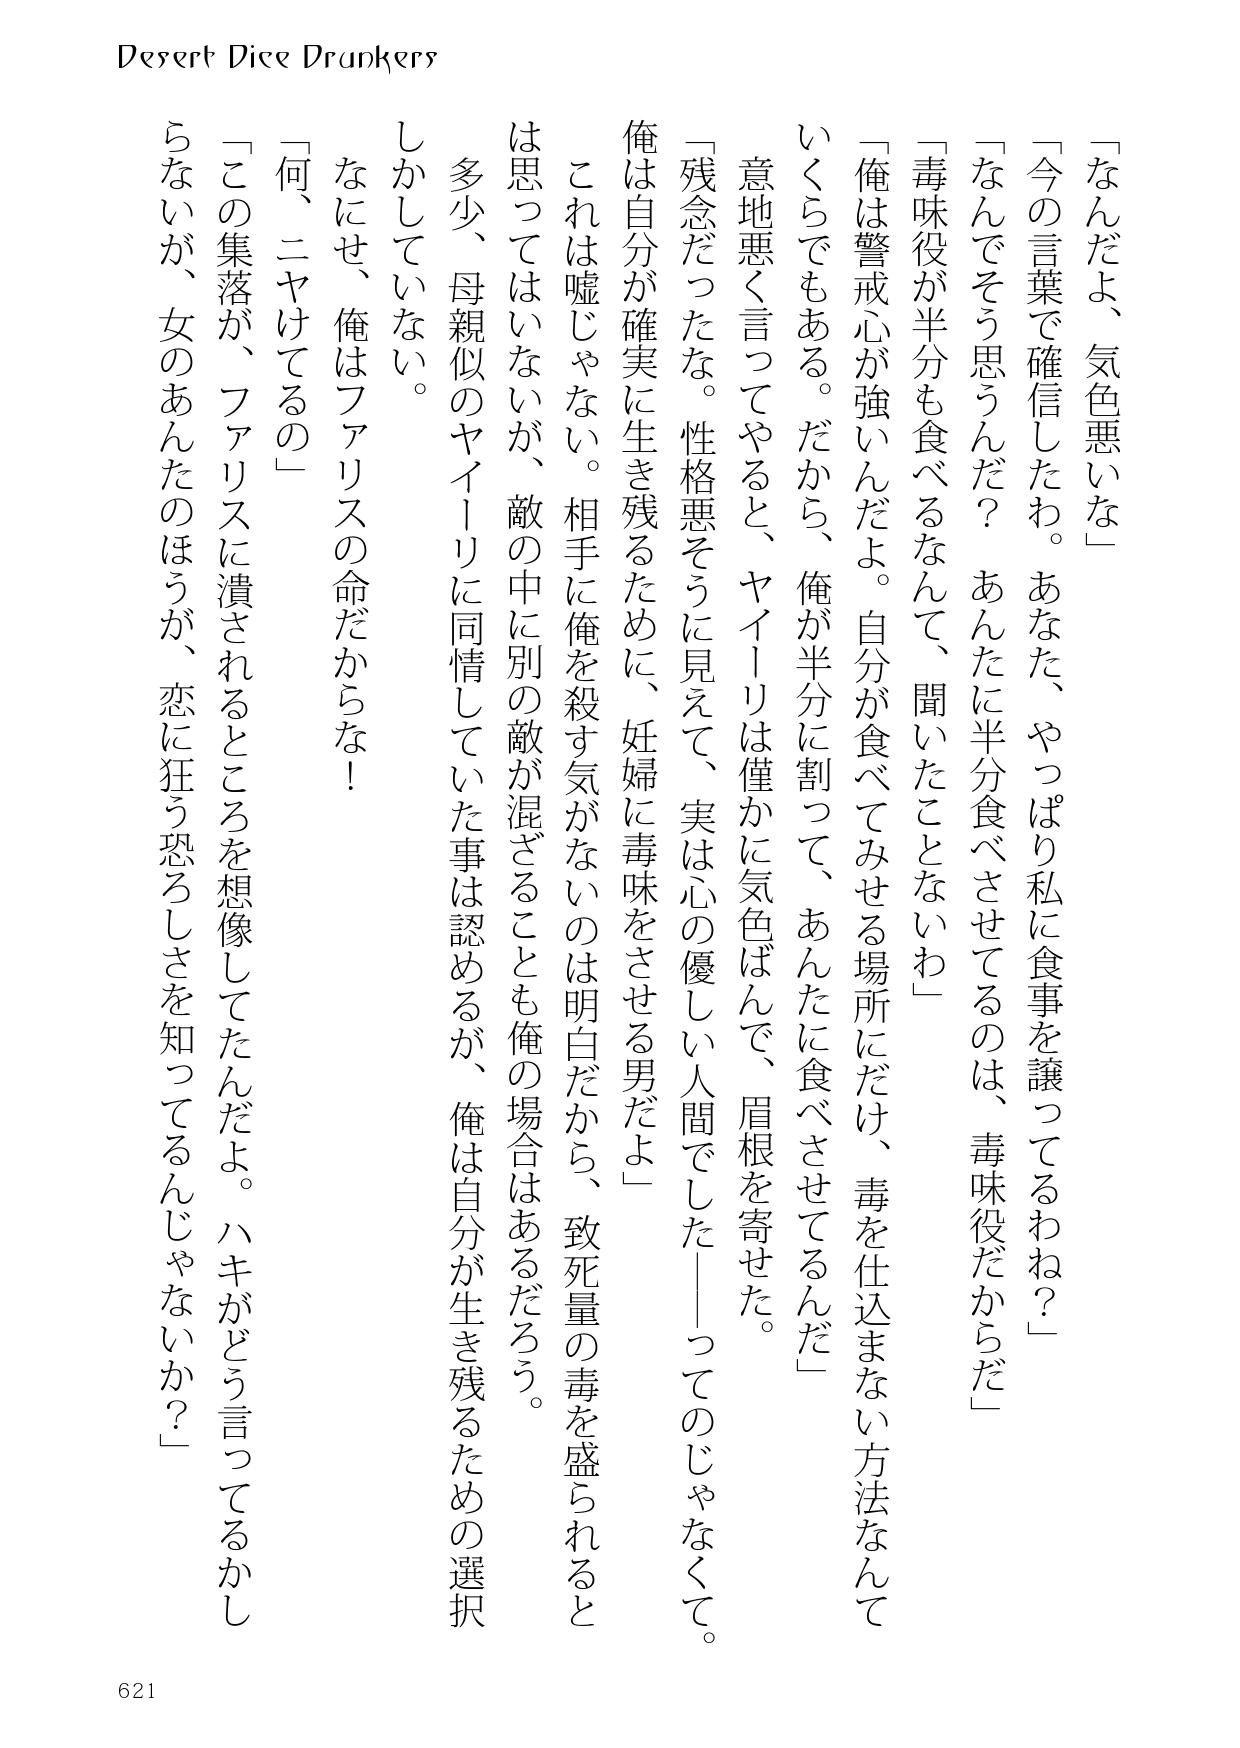 Desert Dice Drunkers
「なんだよ、気色悪いな」
「今の言葉で確信したわ。あなた、やっぱり私に食事を譲ってるわね？」
「なんでそう思うんだ？　あんたに半分食べさせてるのは、毒味役だからだ」
「毒味役が半分も食べるなんて、聞いたことないわ」
「俺は警戒心が強いんだよ。自分が食べてみせる場所にだけ、毒を仕込まない方法なんて
いくらでもある。だから、俺が半分に割って、あんたに食べさせてるんだ」
　意地悪く言ってやると、ヤイーリは僅かに気色ばんで、眉根を寄せた。
「残念だったな。性格悪そうに見えて、実は心の優しい人間でした――ってのじゃなくて。
俺は自分が確実に生き残るために、妊婦に毒味をさせる男だよ」
　これは嘘じゃない。相手に俺を殺す気がないのは明白だから、致死量の毒を盛られると
は思ってはいないが、敵の中に別の敵が混ざることも俺の場合はあるだろう。
　多少、母親似のヤイーリに同情していた事は認めるが、俺は自分が生き残るための選択
しかしていない。
　なにせ、俺はファリスの命だからな！
「何、ニヤけてるの」
「この集落が、ファリスに潰されるところを想像してたんだよ。ハキがどう言ってるかし
らないが、女のあんたのほうが、恋に狂う恐ろしさを知ってるんじゃないか？」
621